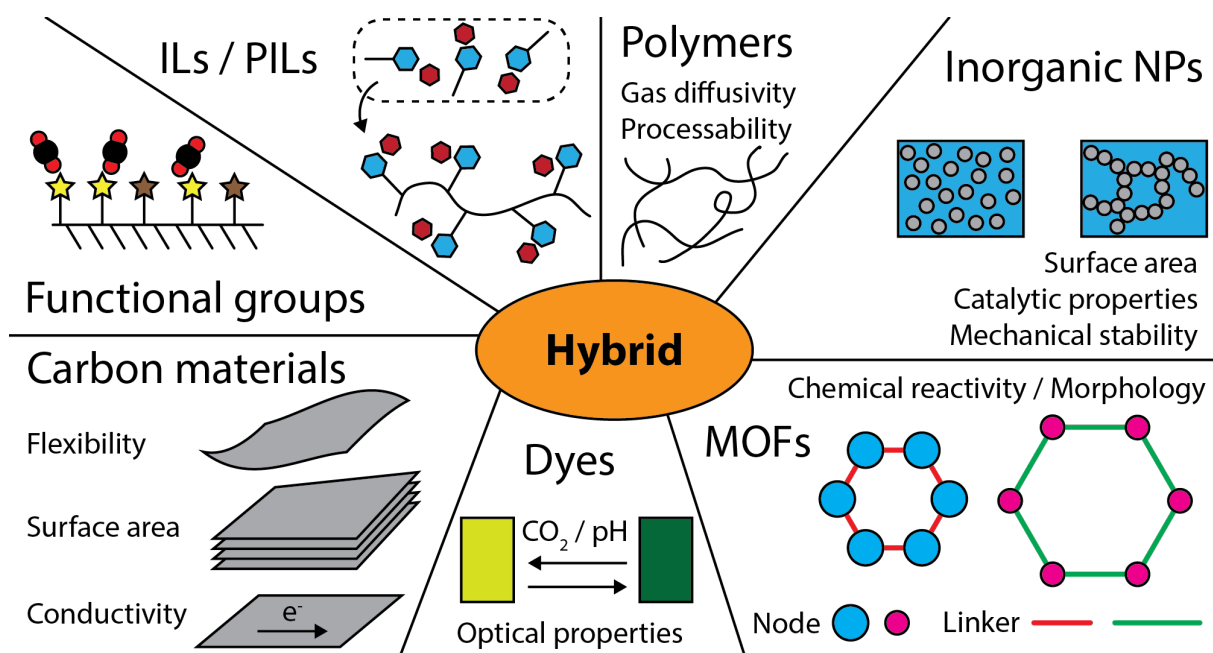 ILs / PILs
Polymers
Gas diffusivity
Processability
Inorganic NPs
Surface area
Catalytic properties
Mechanical stability
Functional groups
Hybrid
Carbon materials
Flexibility
Surface area
Conductivity
e⁻
Dyes
CO₂ / pH
Optical properties
Chemical reactivity / Morphology
MOFs
Node
Linker